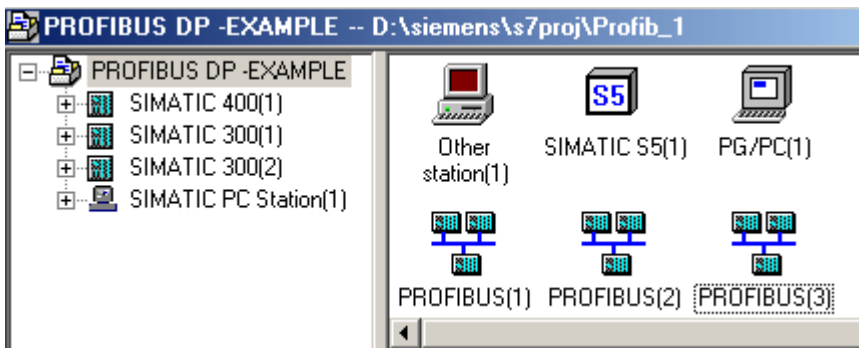 PROFIBUS DP -EXAMPLE -- D:\siemens\s7proj\Profib_1
PROFIBUS DP -EXAMPLE
SIMATIC 400(1)
SIMATIC 300(1)
SIMATIC 300(2)
SIMATIC PC Station(1)
S5
Other
station(1)
SIMATIC S5(1)
PG/PC(1)
PROFIBUS(1)
PROFIBUS(2)
PROFIBUS(3)